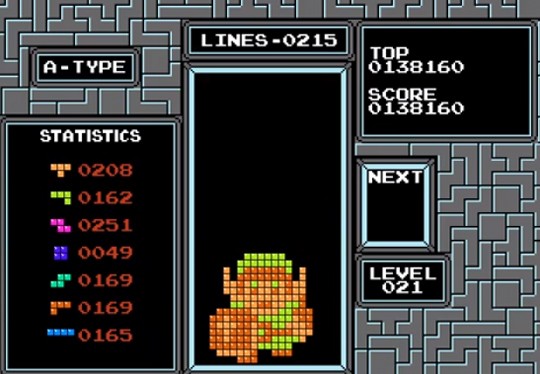 LINES-0215
A-TYPE
TOP
0138160
SCORE
0138160
STATISTICS
0208
0162
0251
0049
0169
0169
0165
NEXT
LEVEL
021